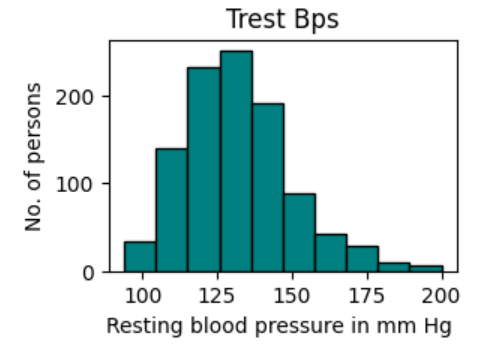 Trest Bps
No. of persons
200
100
0
100 125 150 175 200
Resting blood pressure in mm Hg